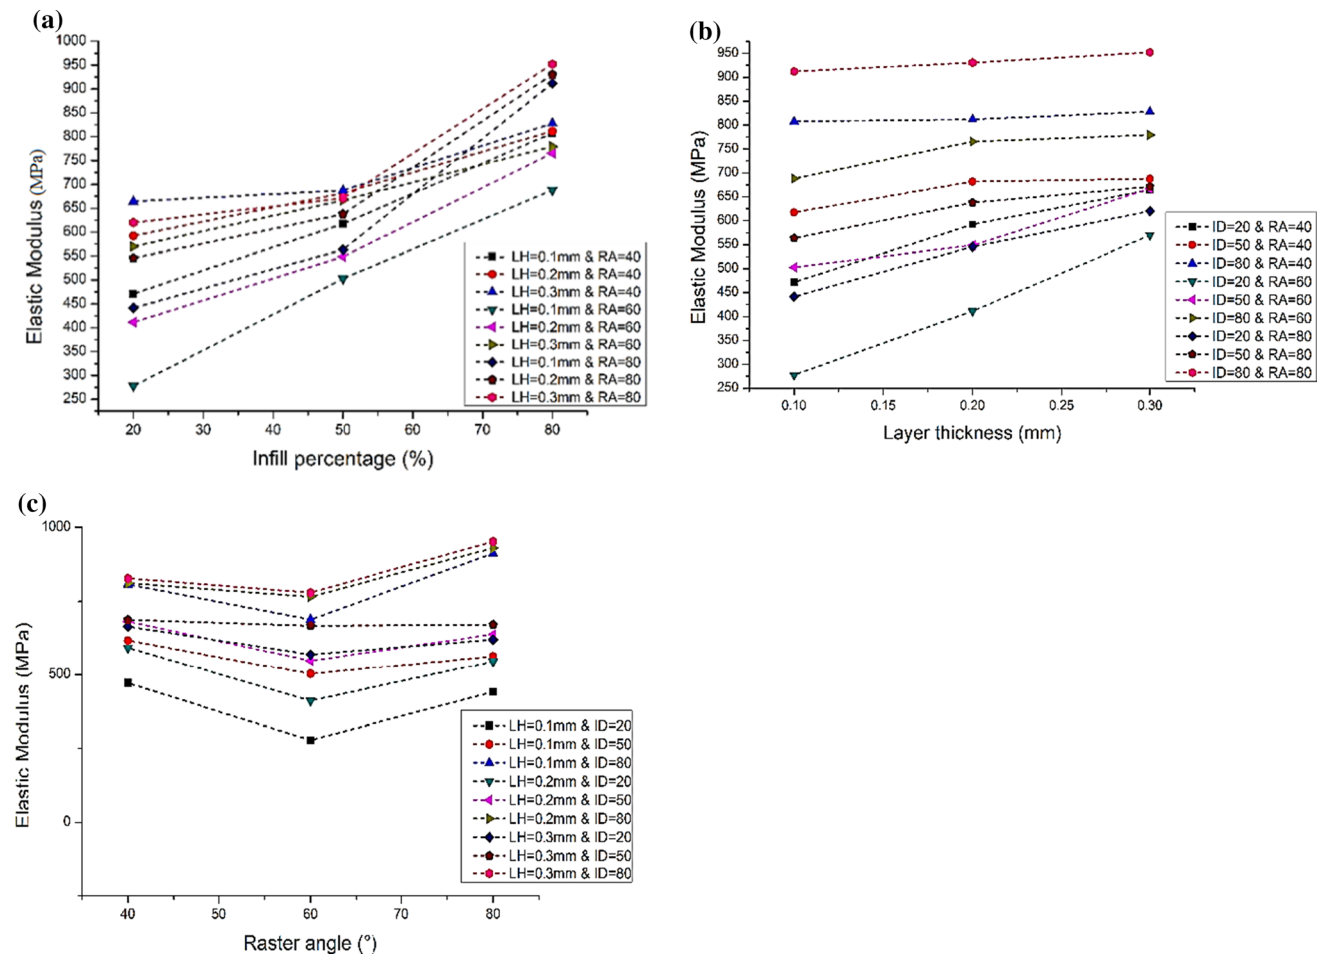 (a)
1000
950
900
850
800
750
700
650
600
550
500
450
400
350
300
250
Elastic Modulus (MPa)
20
30
40
50
60
70
80
Infill percentage (%)
LH=0.1mm & RA=40
LH=0.2mm & RA=40
LH=0.3mm & RA=40
LH=0.1mm & RA=60
LH=0.2mm & RA=60
LH=0.3mm & RA=60
LH=0.1mm & RA=80
LH=0.2mm & RA=80
LH=0.3mm & RA=80
(b)
950
900
850
800
750
700
650
600
550
500
450
400
350
300
250
Elastic Modulus (MPa)
0.10
0.15
0.20
0.25
0.30
Layer thickness (mm)
ID=20 & RA=40
ID=50 & RA=40
ID=80 & RA=40
ID=20 & RA=60
ID=50 & RA=60
ID=80 & RA=60
ID=20 & RA=80
ID=50 & RA=80
ID=80 & RA=80
(c)
1000
500
0
Elastic Modulus (MPa)
40
50
60
70
80
Raster angle (°)
LH=0.1mm & ID=20
LH=0.1mm & ID=50
LH=0.1mm & ID=80
LH=0.2mm & ID=20
LH=0.2mm & ID=50
LH=0.2mm & ID=80
LH=0.3mm & ID=20
LH=0.3mm & ID=50
LH=0.3mm & ID=80